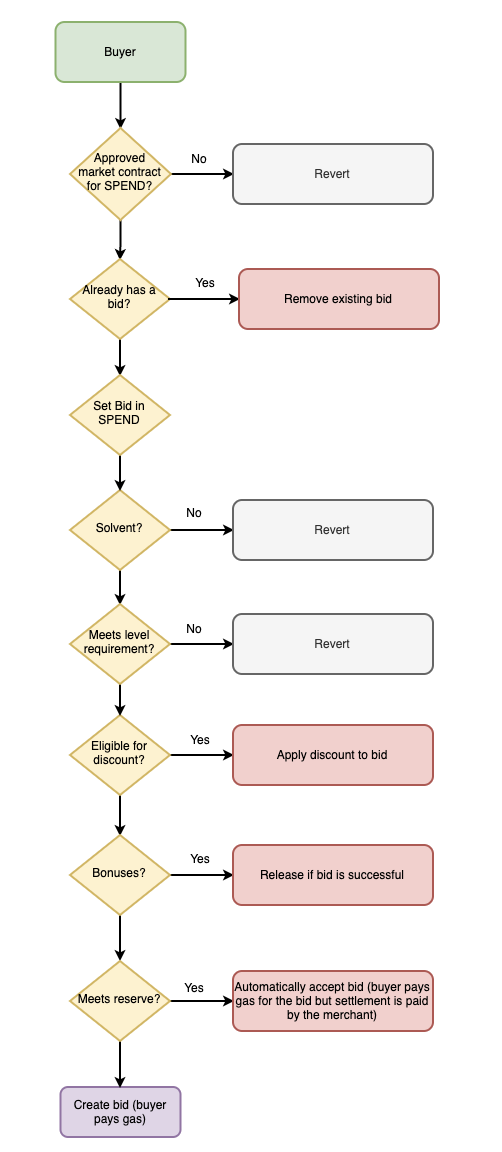 Buyer
Approved
market contract
for SPEND?
No
Revert
Already has a
bid?
Yes
Remove existing bid
Set Bid in
SPEND
Solvent?
No
Revert
Meets level
requirement?
No
Revert
Eligible for
discount?
Yes
Apply discount to bid
Bonuses?
Yes
Release if bid is successful
Meets reserve?
Yes
Automatically accept bid (buyer pays
gas for the bid but settlement is paid
by the merchant)
Create bid (buyer
pays gas)